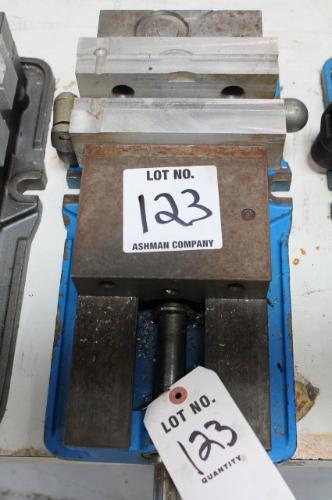 LOT NO.
123
ASHMAN COMPANY
LOT NO.
123
QUANTITY